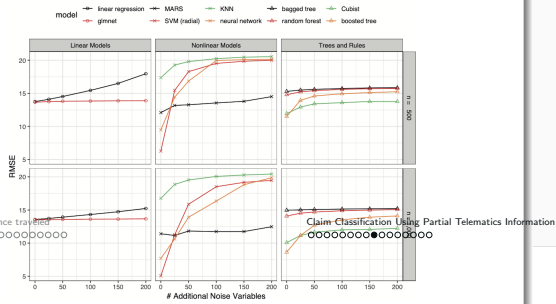 model
linear regression
MARS
KNN
bagged tree
Cubist
glmnet
SVM (radial)
neural network
random forest
boosted tree
Linear Models
Nonlinear Models
Trees and Rules
RMSE
20
15
10
5
n = 500
20
15
10
5
nce traveled
Claim Classification Using Partial Telematics Information
0 50 100 150 200
0 50 100 150 200
0 50 100 150 200
# Additional Noise Variables